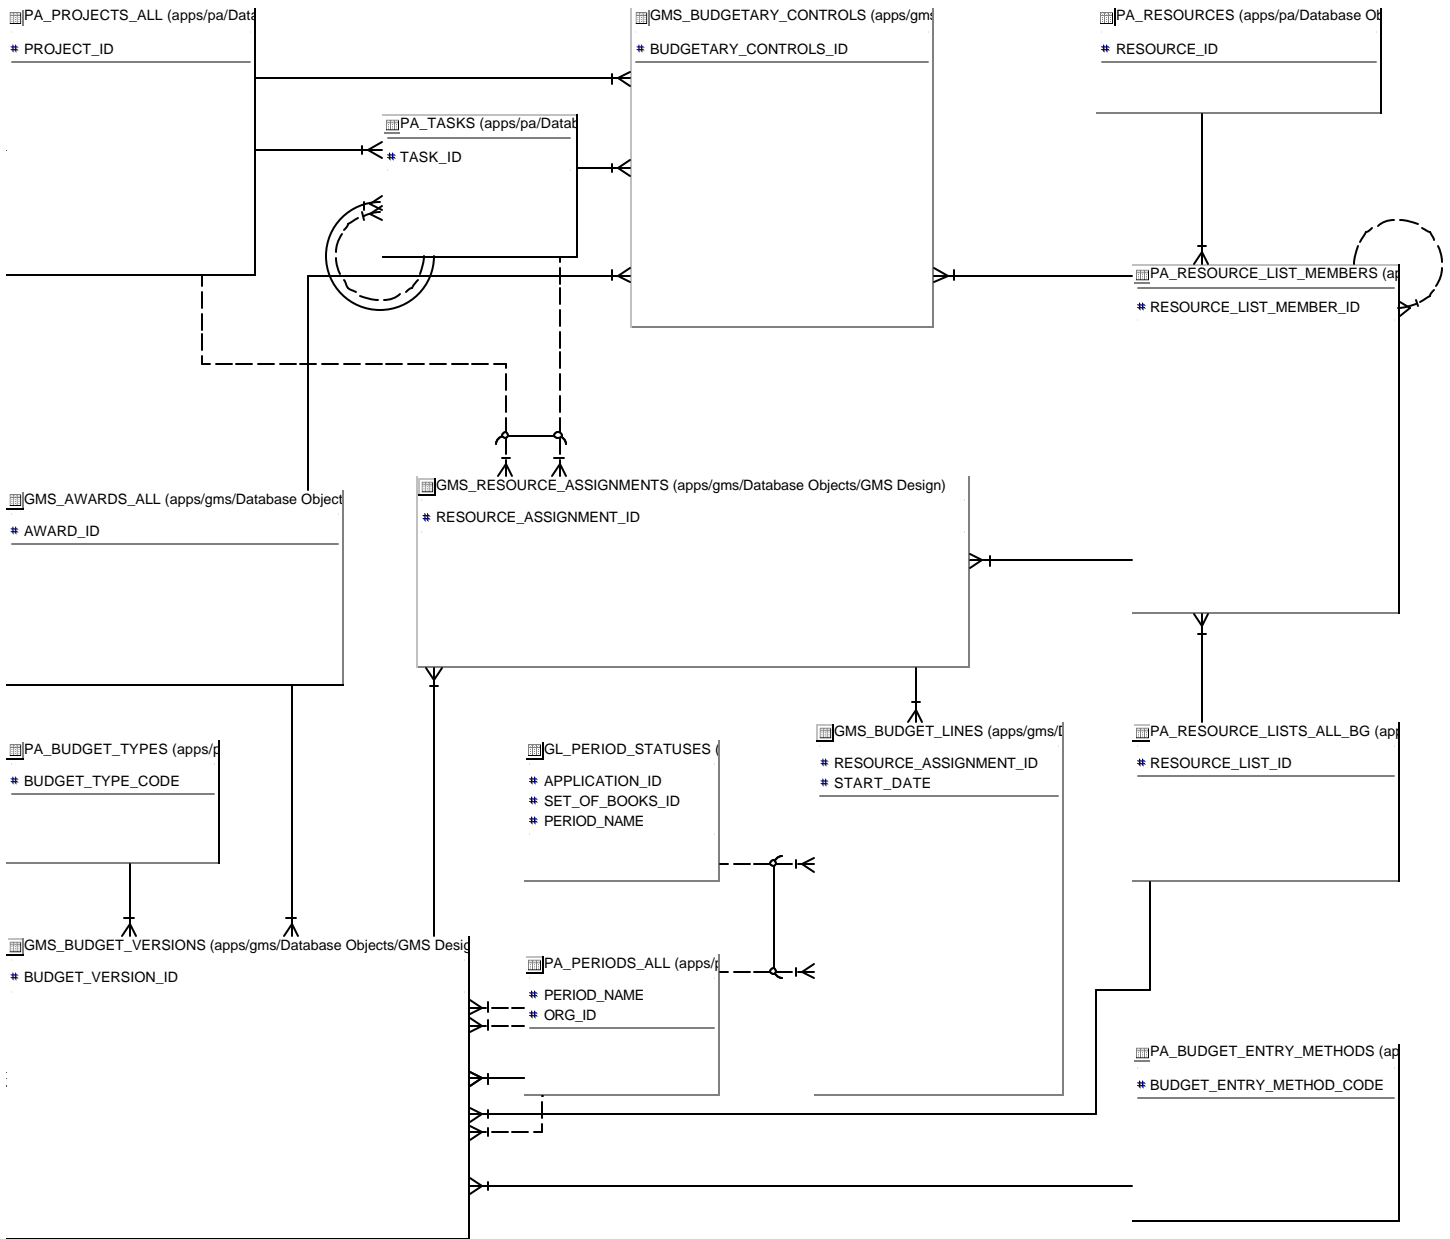 PA_PROJECTS_ALL (apps/pa/Data
# PROJECT_ID
GMS_BUDGETARY_CONTROLS (apps/gms
# BUDGETARY_CONTROLS_ID
PA_RESOURCES (apps/pa/Database Ob
# RESOURCE_ID
PA_TASKS (apps/pa/Datab
# TASK_ID
PA_RESOURCE_LIST_MEMBERS (ap
# RESOURCE_LIST_MEMBER_ID
GMS_AWARDS_ALL (apps/gms/Database Object
# AWARD_ID
GMS_RESOURCE_ASSIGNMENTS (apps/gms/Database Objects/GMS Design)
# RESOURCE_ASSIGNMENT_ID
PA_BUDGET_TYPES (apps/p
# BUDGET_TYPE_CODE
GL_PERIOD_STATUSES (
# APPLICATION_ID
# SET_OF_BOOKS_ID
# PERIOD_NAME
GMS_BUDGET_LINES (apps/gms/D
# RESOURCE_ASSIGNMENT_ID
# START_DATE
PA_RESOURCE_LISTS_ALL_BG (app
# RESOURCE_LIST_ID
GMS_BUDGET_VERSIONS (apps/gms/Database Objects/GMS Desig
# BUDGET_VERSION_ID
PA_PERIODS_ALL (apps/p
# PERIOD_NAME
# ORG_ID
PA_BUDGET_ENTRY_METHODS (ap
# BUDGET_ENTRY_METHOD_CODE